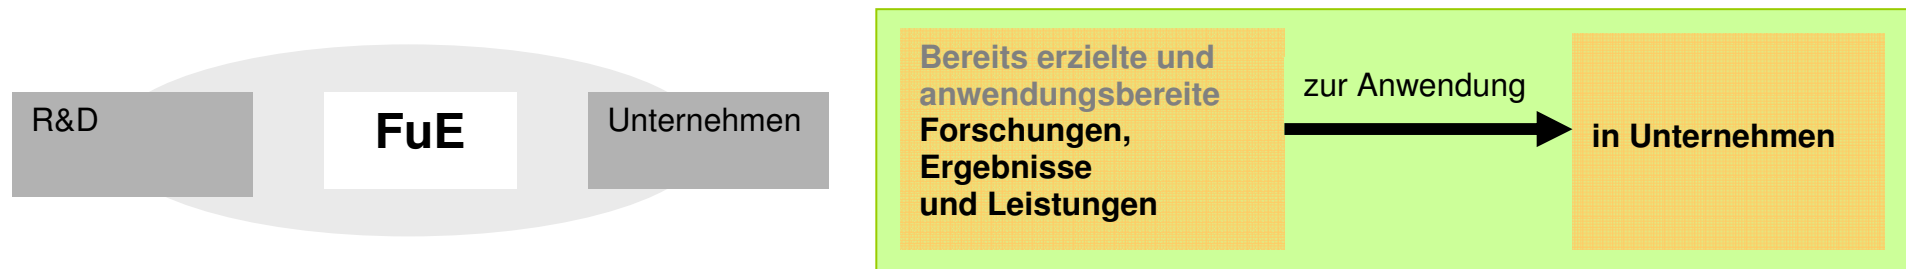 R&D
FuE
Unternehmen
Bereits erzielte und
anwendungsbereite
Forschungen,
Ergebnisse
und Leistungen
zur Anwendung
in Unternehmen